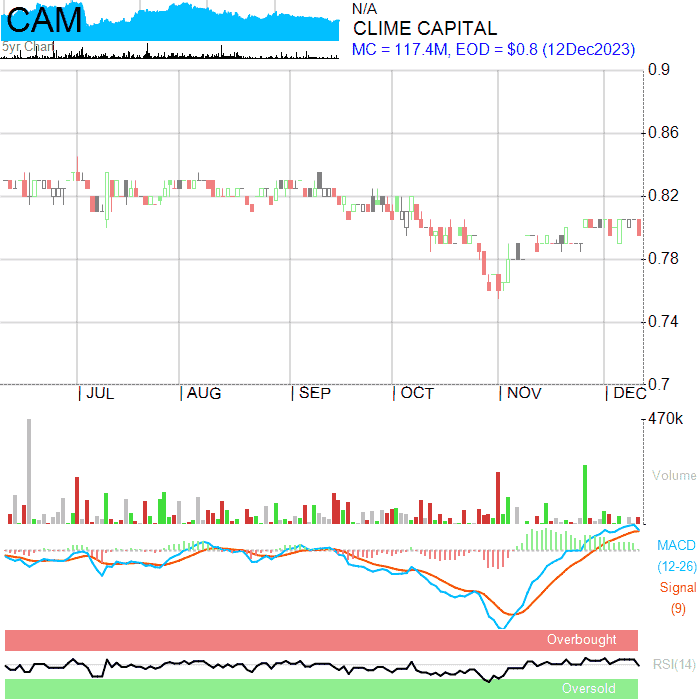 CAM
5yr Chart
N/A
CLIME CAPITAL
MC = 117.4M, EOD = $0.8 (12Dec2023)
0.9
0.86
0.82
0.78
0.74
0.7
JUL AUG SEP OCT NOV DEC
470k
Volume
MACD
(12-26)
Signal
(9)
Overbought
RSI(14)
Oversold